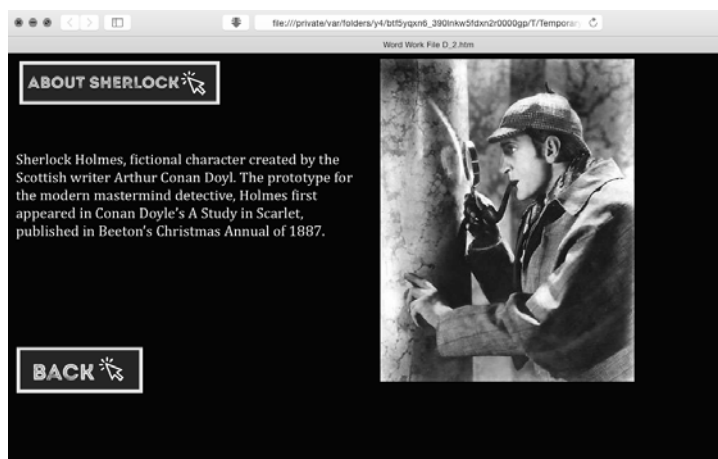 file:///private/var/folders/y4/btf5yqxn6_390lnkw5fdxn2r0000gp/T/Temporary
Word Work File D_2.htm
ABOUT SHERLOCK
Sherlock Holmes, fictional character created by the
Scottish writer Arthur Conan Doyl. The prototype for
the modern mastermind detective, Holmes first
appeared in Conan Doyle's A Study in Scarlet,
published in Beeton's Christmas Annual of 1887.
BACK